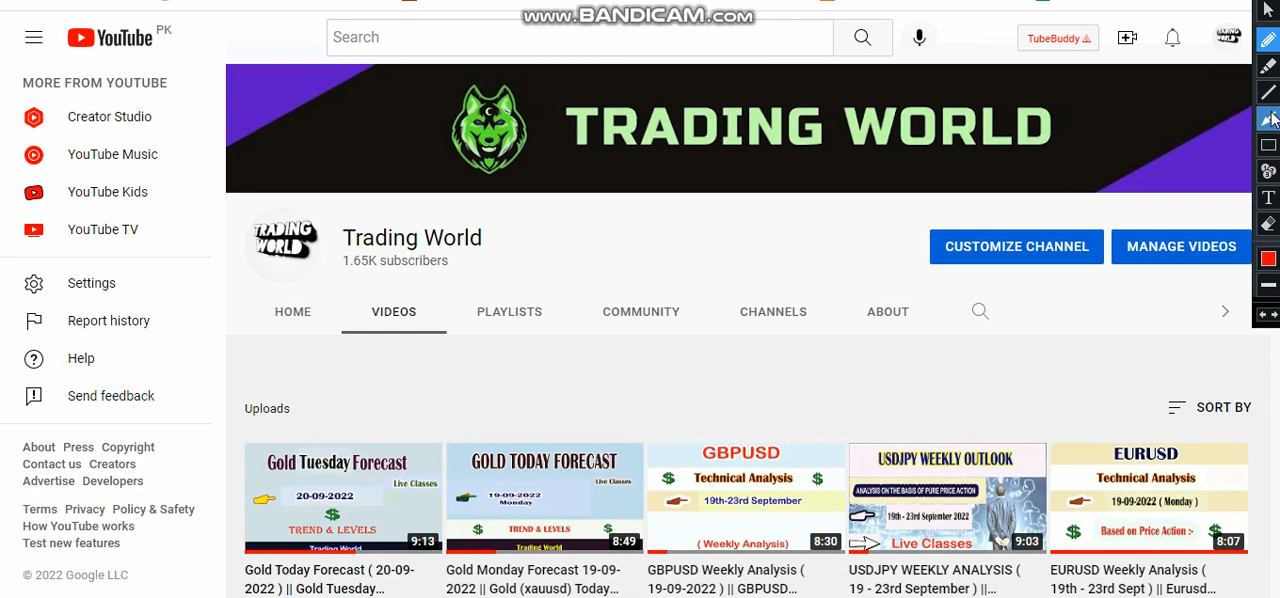 www.BANDICAM.com
YouTube PK
Search
TubeBuddy
TRADING
WORLD
MORE FROM YOUTUBE
Creator Studio
YouTube Music
YouTube Kids
YouTube TV
Settings
Report history
Help
Send feedback
About Press Copyright
Contact us Creators
Advertise Developers
Terms Privacy Policy & Safety
How YouTube works
Test new features
© 2022 Google LLC
TRADING WORLD
TRADING
WORLD
Trading World
1.65K subscribers
CUSTOMIZE CHANNEL
MANAGE VIDEOS
HOME VIDEOS PLAYLISTS COMMUNITY CHANNELS ABOUT
Uploads
SORT BY
Gold Tuesday Forecast
Live Classes
20-09-2022
$
TREND & LEVELS
Trading World
9:13
Gold Today Forecast ( 20-09-
2022 ) || Gold Tuesday...
GOLD TODAY FORECAST
Live Classes
19-09-2022
Monday
$ TREND & LEVELS $
Trading World
8:49
Gold Monday Forecast 19-09-
2022 || Gold (xauusd) Today...
GBPUSD
$ Technical Analysis $
19th-23rd September
( Weekly Analysis)
8:30
GBPUSD Weekly Analysis (
19-09-2022 ) || GBPUSD...
USDJPY WEEKLY OUTLOOK
ANALYSIS ON THE BASIS OF PURE PRICE ACTION
19th - 23rd September 2022
Live Classes
9:03
USDJPY WEEKLY ANALYSIS (
19 - 23rd September ) ||...
EURUSD
Technical Analysis
19-09-2022 ( Monday )
$ Based on Price Action :- $
8:07
EURUSD Weekly Analysis (
19th - 23rd Sept ) || Eurusd...
T